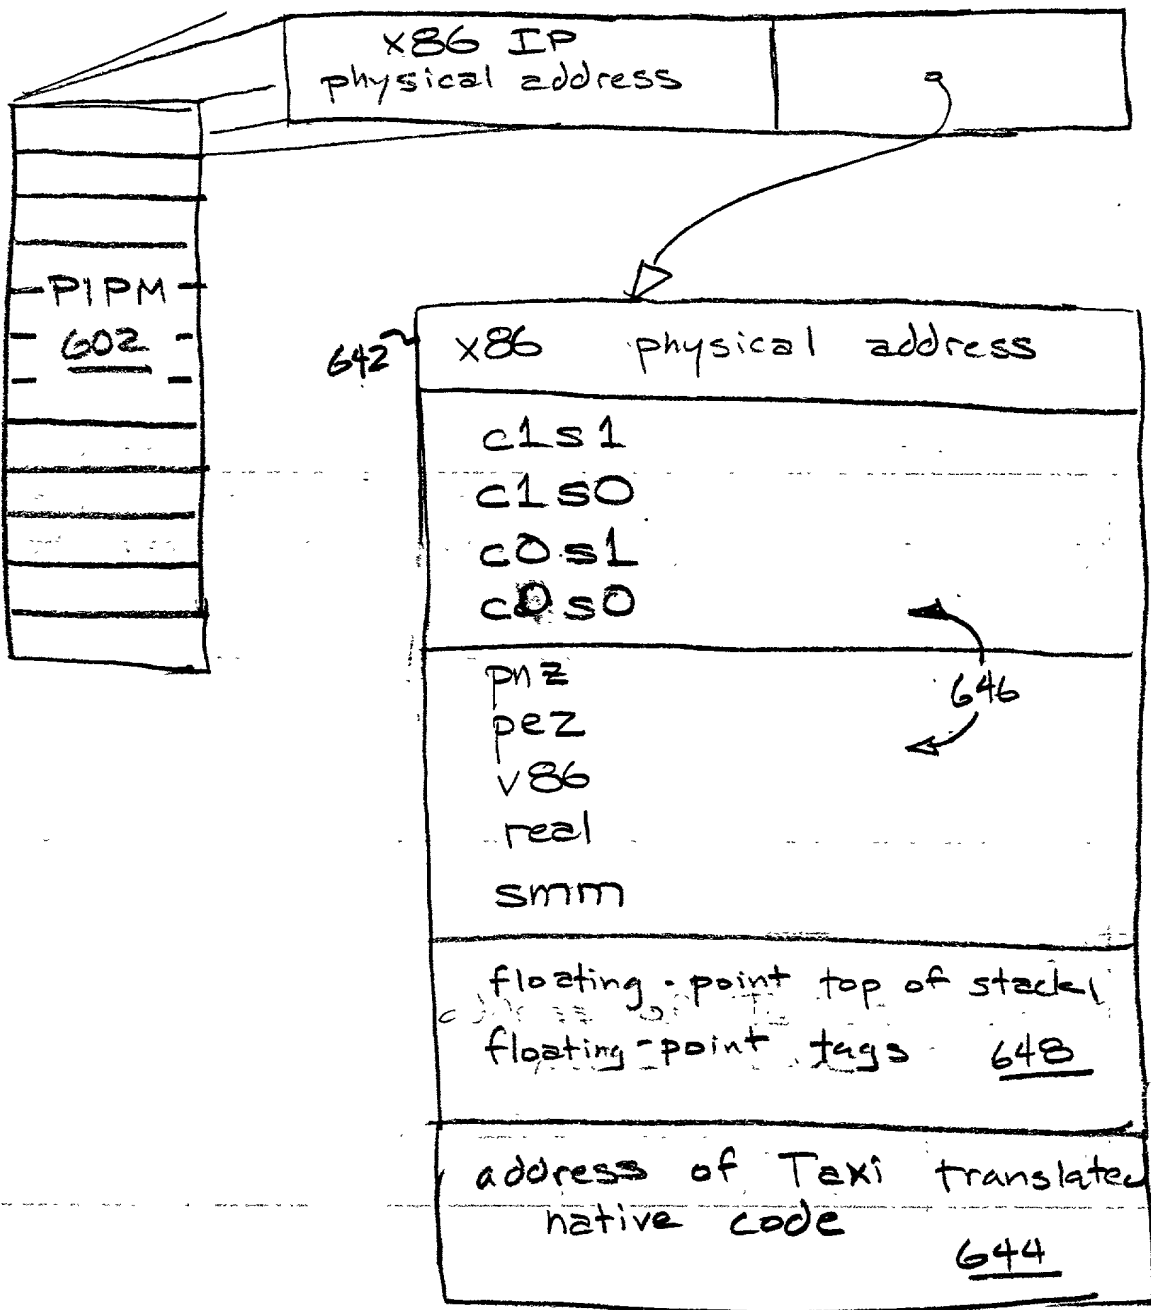 x86 IP
physical address
PIPM
602
642
x86 physical address
c1s1
c1s0
c0s1
c0s0
646
pnz
pez
v86
real
smm
floating-point top of stack,
floating-point tags 648
address of Taxi translated
native code
644